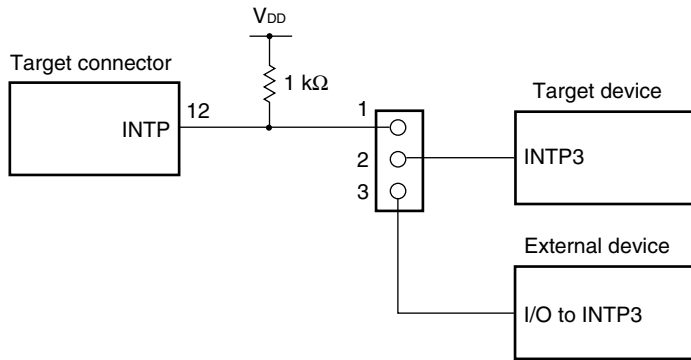 VDD
Target connector
1 kΩ
INTP
12
1
2
3
Target device
INTP3
External device
I/O to INTP3